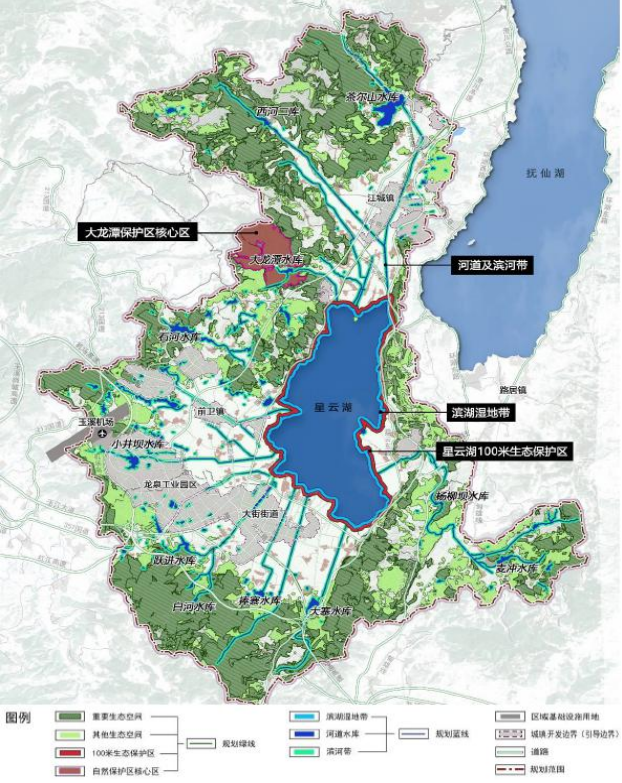 茶尔山水库
西河二库
抚仙湖
江城镇
大龙潭保护区核心区
大龙潭水库
河道及滨河带
石河水库
路居镇
星云湖
前卫镇
滨湖湿地带
玉溪机场
小井坝水库
星云湖100米生态保护区
龙泉工业园区
杨柳坝水库
大街街道
跃进水库
支冲水库
白河水库
大寨水库
图例
重要生态空间
其他生态空间
100米生态保护区
自然保护区核心区
规划绿线
滨湖湿地带
河道水库
滨河带
规划蓝线
区域基础设施用地
城镇开发边界（引导边界）
道路
规划范围